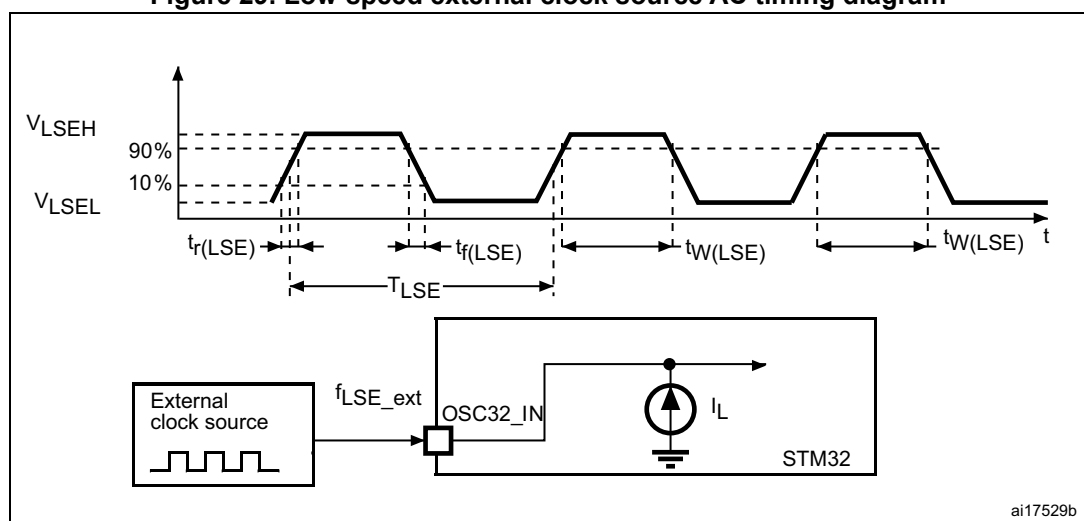 Figure 29. Low-speed external clock source AC timing diagram
VLSEH
90%
10%
VLSEL
tr(LSE)
tf(LSE)
tW(LSE)
tW(LSE)
t
TLSE
External
clock source
fLSE_ext
OSC32_IN
IL
STM32
ai17529b